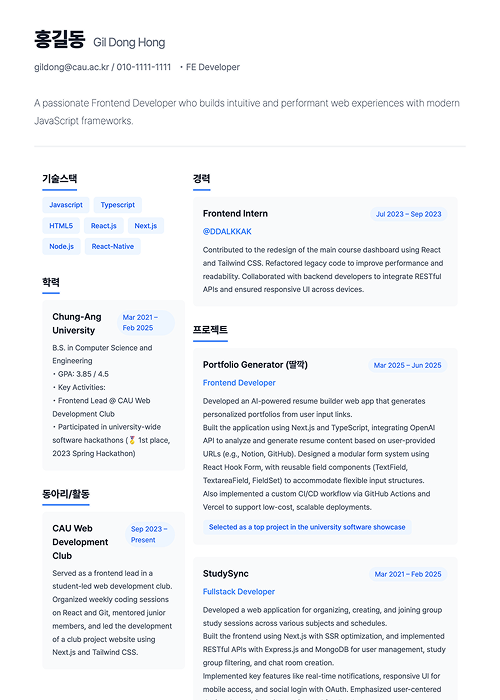 홍길동 Gil Dong Hong
gildong@cau.ac.kr / 010-1111-1111 • FE Developer
A passionate Frontend Developer who builds intuitive and performant web experiences with modern
JavaScript frameworks.
기술스택
Javascript Typescript
HTML5 React.js Next.js
Node.js React-Native
학력
Chung-Ang
University
Mar 2021 –
Feb 2025
B.S. in Computer Science and
Engineering
• GPA: 3.85 / 4.5
• Key Activities:
• Frontend Lead @ CAU Web
Development Club
• Participated in university-wide
software hackathons (🏅 1st place,
2023 Spring Hackathon)
동아리/활동
CAU Web
Development
Club
Sep 2023 –
Present
Served as a frontend lead in a
student-led web development club.
Organized weekly coding sessions
on React and Git, mentored junior
members, and led the development
of a club project website using
Next.js and Tailwind CSS.
경력
Frontend Intern Jul 2023 – Sep 2023
@DDALKKAK
Contributed to the redesign of the main course dashboard using React
and Tailwind CSS. Refactored legacy code to improve performance and
readability. Collaborated with backend developers to integrate RESTful
APIs and ensured responsive UI across devices.
프로젝트
Portfolio Generator (딸깍) Mar 2025 – Jun 2025
Frontend Developer
Developed an AI-powered resume builder web app that generates
personalized portfolios from user input links.
Built the application using Next.js and TypeScript, integrating OpenAI
API to analyze and generate resume content based on user-provided
URLs (e.g., Notion, GitHub). Designed a modular form system using
React Hook Form, with reusable field components (TextField,
TextareaField, FieldSet) to accommodate flexible input structures.
Also implemented a custom CI/CD workflow via GitHub Actions and
Vercel to support low-cost, scalable deployments.
Selected as a top project in the university software showcase
StudySync Mar 2021 – Feb 2025
Fullstack Developer
Developed a web application for organizing, creating, and joining group
study sessions across various subjects and schedules.
Built the frontend using Next.js with SSR optimization, and implemented
RESTful APIs with Express.js and MongoDB for user management, study
group filtering, and chat room creation.
Implemented key features like real-time notifications, responsive UI for
mobile access, and social login with OAuth. Emphasized user-centered